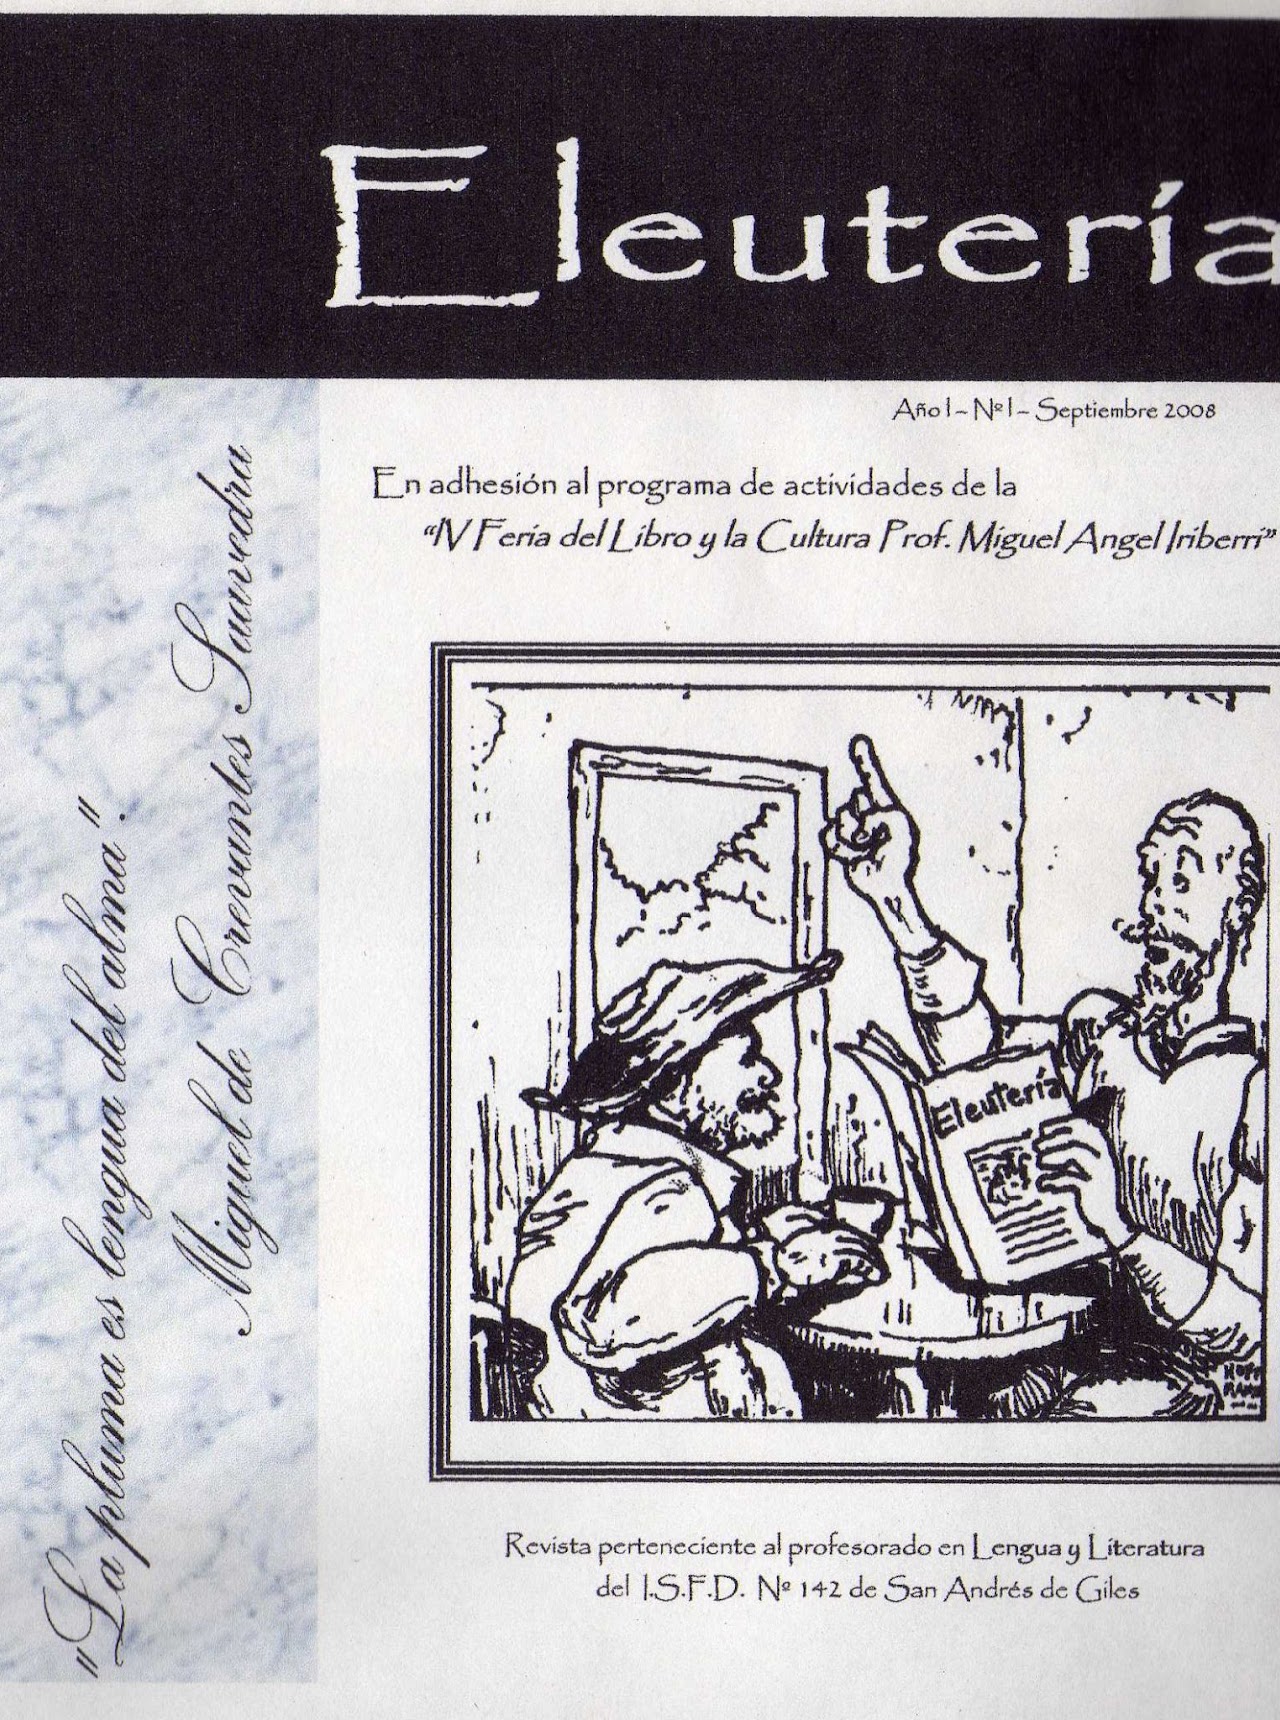 Eleutería
Año I – Nº I – Septiembre 2008
En adhesión al programa de actividades de la
“IV Feria del Libro y la Cultura Prof. Miguel Angel Iriberri”
"La pluma es lengua del alma".
Miguel de Crevantes Saavedra
Eleutería
Revista perteneciente al profesorado en Lengua y Literatura
del I.S.F.D. Nº 142 de San Andrés de Giles